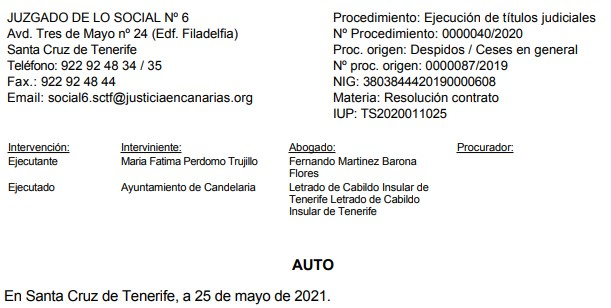 JUZGADO DE LO SOCIAL Nº 6
Avd. Tres de Mayo nº 24 (Edf. Filadelfia)
Santa Cruz de Tenerife
Teléfono: 922 92 48 34 / 35
Fax.: 922 92 48 44
Email: social6.sctf@justiciaencanarias.org
Procedimiento: Ejecución de títulos judiciales
Nº Procedimiento: 0000040/2020
Proc. origen: Despidos / Ceses en general
Nº proc. origen: 0000087/2019
NIG: 3803844420190000608
Materia: Resolución contrato
IUP: TS2020011025
Intervención: Interviniente: Abogado: Procurador:
Ejecutante Maria Fatima Perdomo Trujillo Fernando Martinez Barona
Flores
Ejecutado Ayuntamiento de Candelaria Letrado de Cabildo Insular de
Tenerife Letrado de Cabildo
Insular de Tenerife
AUTO
En Santa Cruz de Tenerife, a 25 de mayo de 2021.